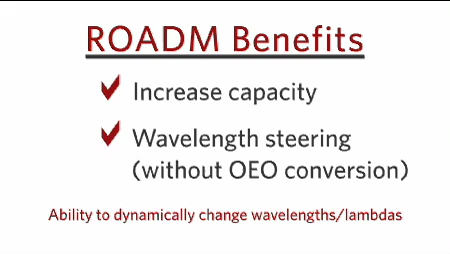 ROADM Benefits
Increase capacity
Wavelength steering
(without OEO conversion)
Ability to dynamically change wavelengths/lambdas